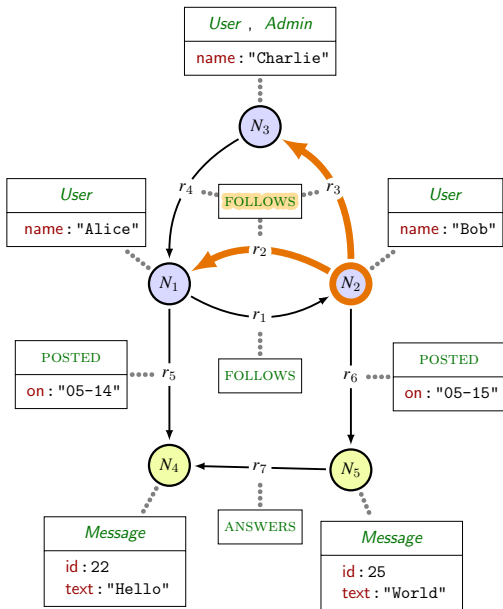 User , Admin
name : "Charlie"
N3
r4
FOLLOWS
r3
User
name : "Alice"
User
name : "Bob"
r2
N1
N2
r1
POSTED
on : "05-14"
r5
FOLLOWS
r6
POSTED
on : "05-15"
N4
r7
N5
ANSWERS
Message
id : 22
text : "Hello"
Message
id : 25
text : "World"